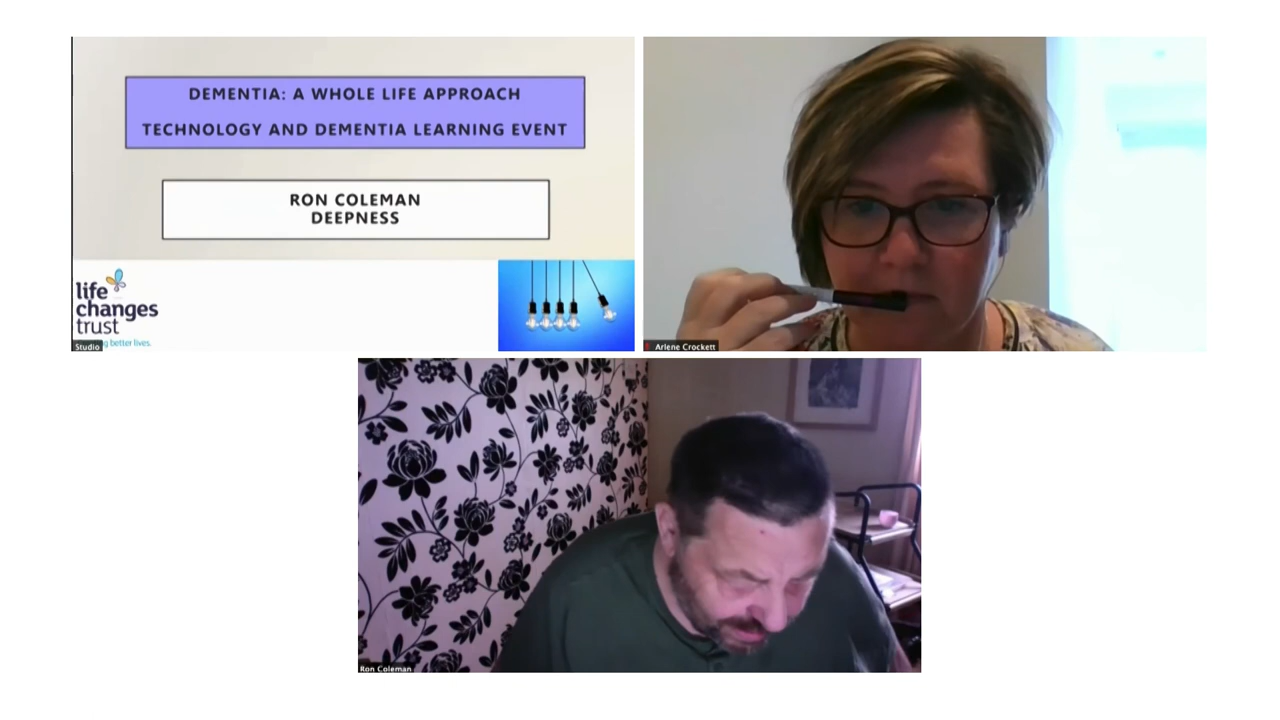 DEMENTIA: A WHOLE LIFE APPROACH
TECHNOLOGY AND DEMENTIA LEARNING EVENT
RON COLEMAN
DEEPNESS
life
changes
trust
g better lives.
Studio
Arlene Crockett
Ron Coleman